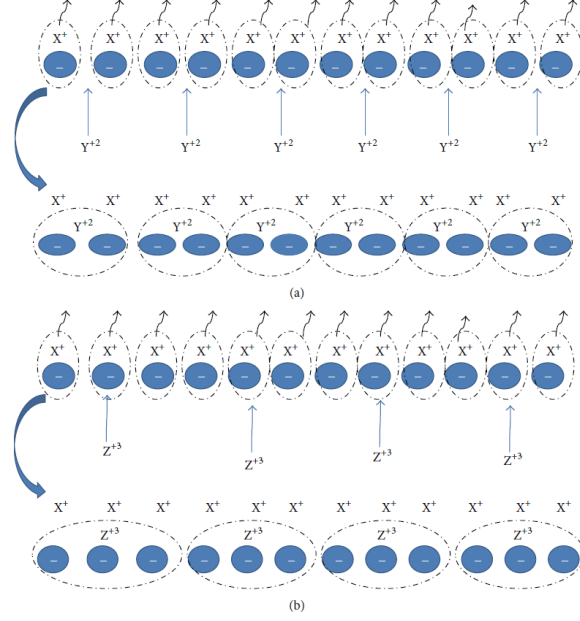 X⁺ X⁺ X⁺ X⁺ X⁺ X⁺ X⁺ X⁺ X⁺ X⁺ X⁺ X⁺
– – – – – – – – – – – –
Y⁺² Y⁺² Y⁺² Y⁺² Y⁺² Y⁺²
X⁺ X⁺ X⁺ X⁺ X⁺ X⁺ X⁺ X⁺ X⁺ X⁺ X⁺ X⁺
Y⁺² Y⁺² Y⁺² Y⁺² Y⁺² Y⁺²
– – – – – – – – – – – –
(a)
X⁺ X⁺ X⁺ X⁺ X⁺ X⁺ X⁺ X⁺ X⁺ X⁺ X⁺ X⁺
– – – – – – – – – – – –
Z⁺³ Z⁺³ Z⁺³ Z⁺³
X⁺ X⁺ X⁺ X⁺ X⁺ X⁺ X⁺ X⁺ X⁺ X⁺ X⁺ X⁺
Z⁺³ Z⁺³ Z⁺³ Z⁺³
– – – – – – – – – – – –
(b)